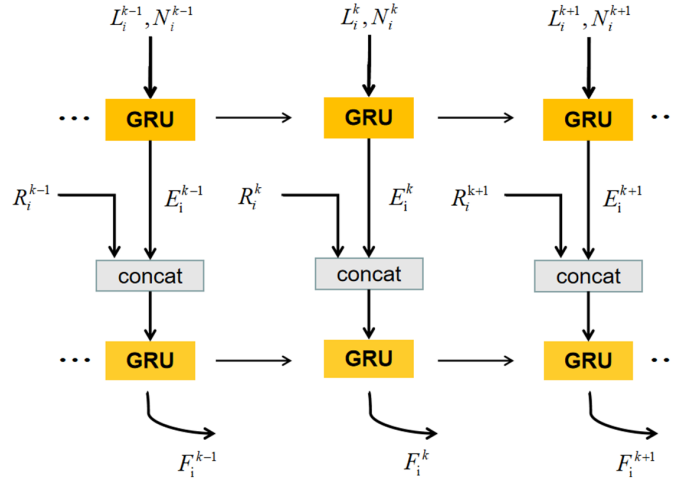 L_i^{k-1}, N_i^{k-1} L_i^k, N_i^k L_i^{k+1}, N_i^{k+1}
... GRU GRU GRU ..
R_i^{k-1} E_i^{k-1} R_i^k E_i^k R_i^{k+1} E_i^{k+1}
concat concat concat
... GRU GRU GRU ..
F_i^{k-1} F_i^k F_i^{k+1}